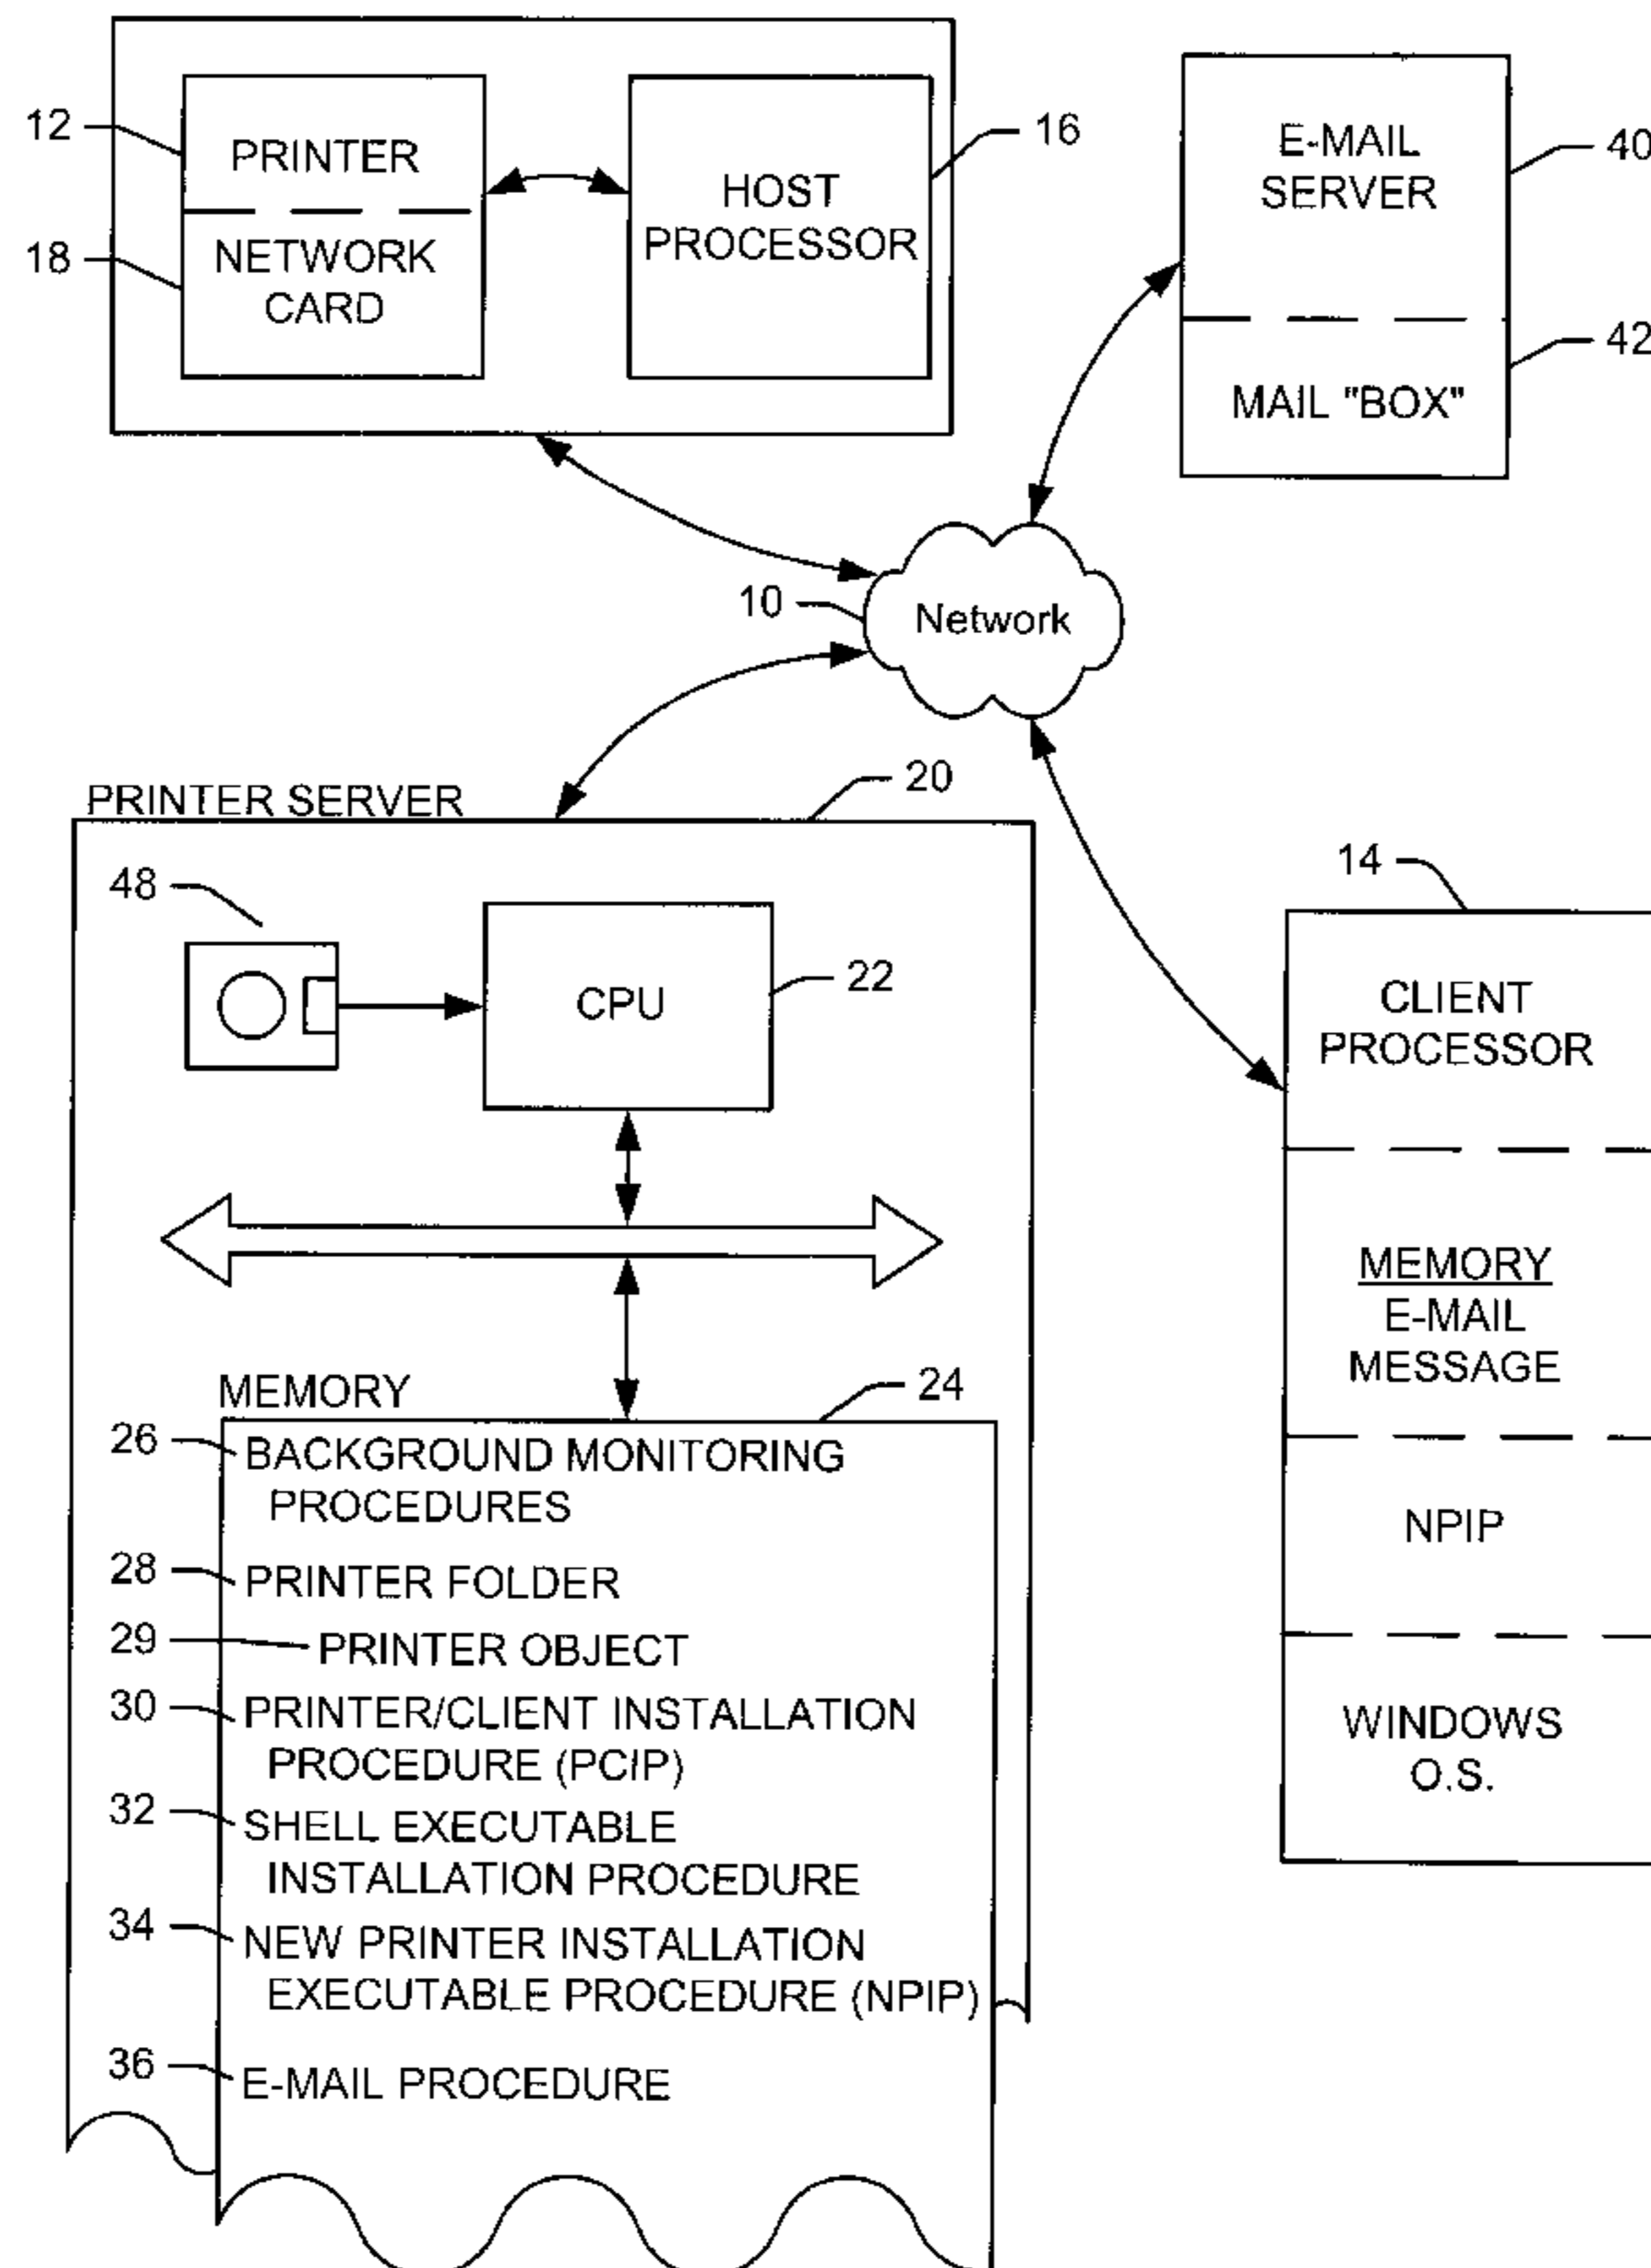 12
PRINTER
18
NETWORK
CARD
HOST
PROCESSOR
16
E-MAIL
SERVER
40
42
MAIL "BOX"
10
Network
PRINTER SERVER
20
48
CPU
22
14
CLIENT
PROCESSOR
MEMORY
E-MAIL
MESSAGE
NPIP
WINDOWS
O.S.
MEMORY
24
26
BACKGROUND MONITORING
PROCEDURES
28
PRINTER FOLDER
29
PRINTER OBJECT
30
PRINTER/CLIENT INSTALLATION
PROCEDURE (PCIP)
32
SHELL EXECUTABLE
INSTALLATION PROCEDURE
34
NEW PRINTER INSTALLATION
EXECUTABLE PROCEDURE (NPIP)
36
E-MAIL PROCEDURE